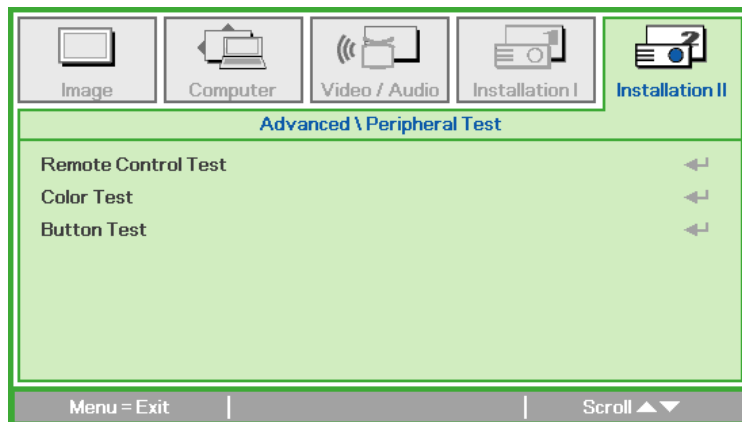 Image
Computer
Video / Audio
Installation I
Installation II
Advanced \ Peripheral Test
Remote Control Test
Color Test
Button Test
Menu = Exit
Scroll ▲▼